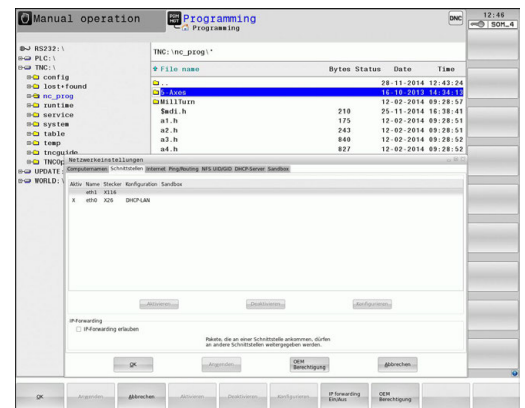 Manual operation
PGM MGT
Programming
Programming
DNC
12:46
SOM_4
RS232:\
PLC:\
TNC:\
config
lost+found
nc_prog
runtime
service
system
table
temp
tncguide
TNCOp
UPDATE:
WORLD:\
TNC:\nc_prog\*
File name Bytes Status Date Time
.. 28-11-2014 12:43:24
5-Axes 16-10-2013 14:34:13
MillTurn 12-02-2014 09:28:57
$mdi.h 210 25-11-2014 16:38:41
a1.h 175 12-02-2014 09:28:51
a2.h 243 12-02-2014 09:28:51
a3.h 840 12-02-2014 09:28:52
a4.h 827 12-02-2014 09:28:52
Netzwerkeinstellungen
Computernamen Schnittstellen Internet Ping/Routing NFS UID/GID DHCP-Server Sandbox
Aktiv Name Stecker Konfiguration Sandbox
eth1 X116
X eth0 X26 DHCP-LAN
Aktivieren Deaktivieren Konfigurieren
IP-Forwarding
IP-Forwarding erlauben
Pakete, die an einer Schnittstelle ankommen, dürfen
an andere Schnittstellen weitergegeben werden.
OK Anwenden OEM Berechtigung Abbrechen
OK Anwenden Abbrechen Aktivieren Deaktivieren Konfigurieren IP forwarding Ein/Aus OEM Berechtigung